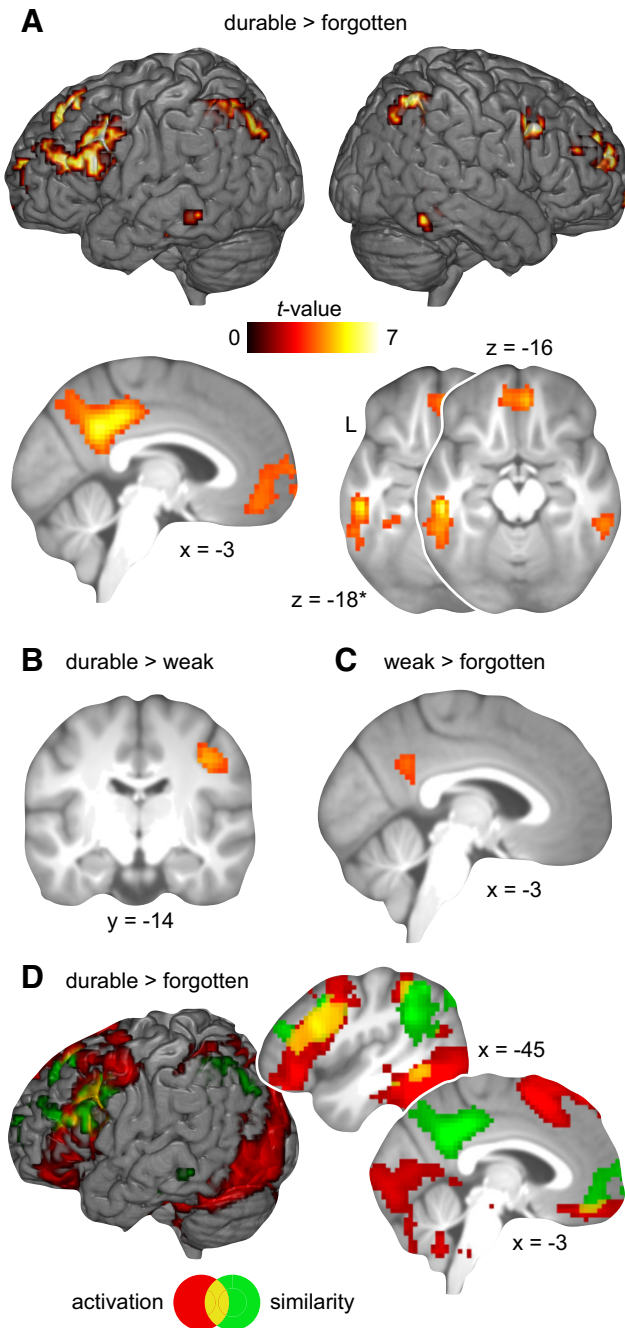 A
durable > forgotten
t-value
0 7
z = -16
L
x = -3
z = -18*
B durable > weak
C weak > forgotten
y = -14
x = -3
D durable > forgotten
x = -45
x = -3
activation similarity